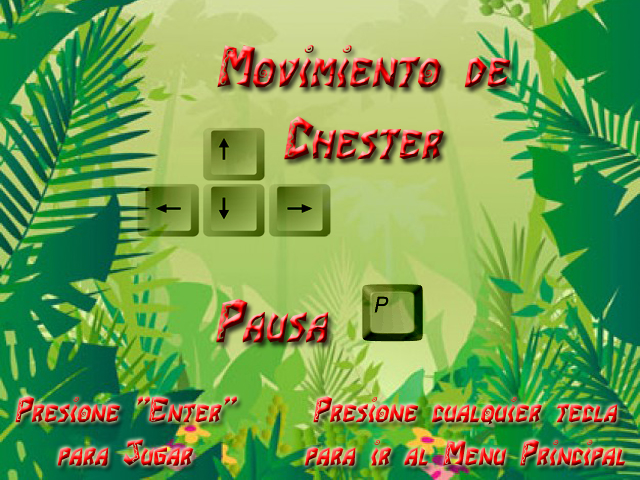 Movimiento de
Chester
↑
← ↓ →
Pausa P
Presione "Enter"
para Jugar
Presione cualquier tecla
para ir al Menu Principal